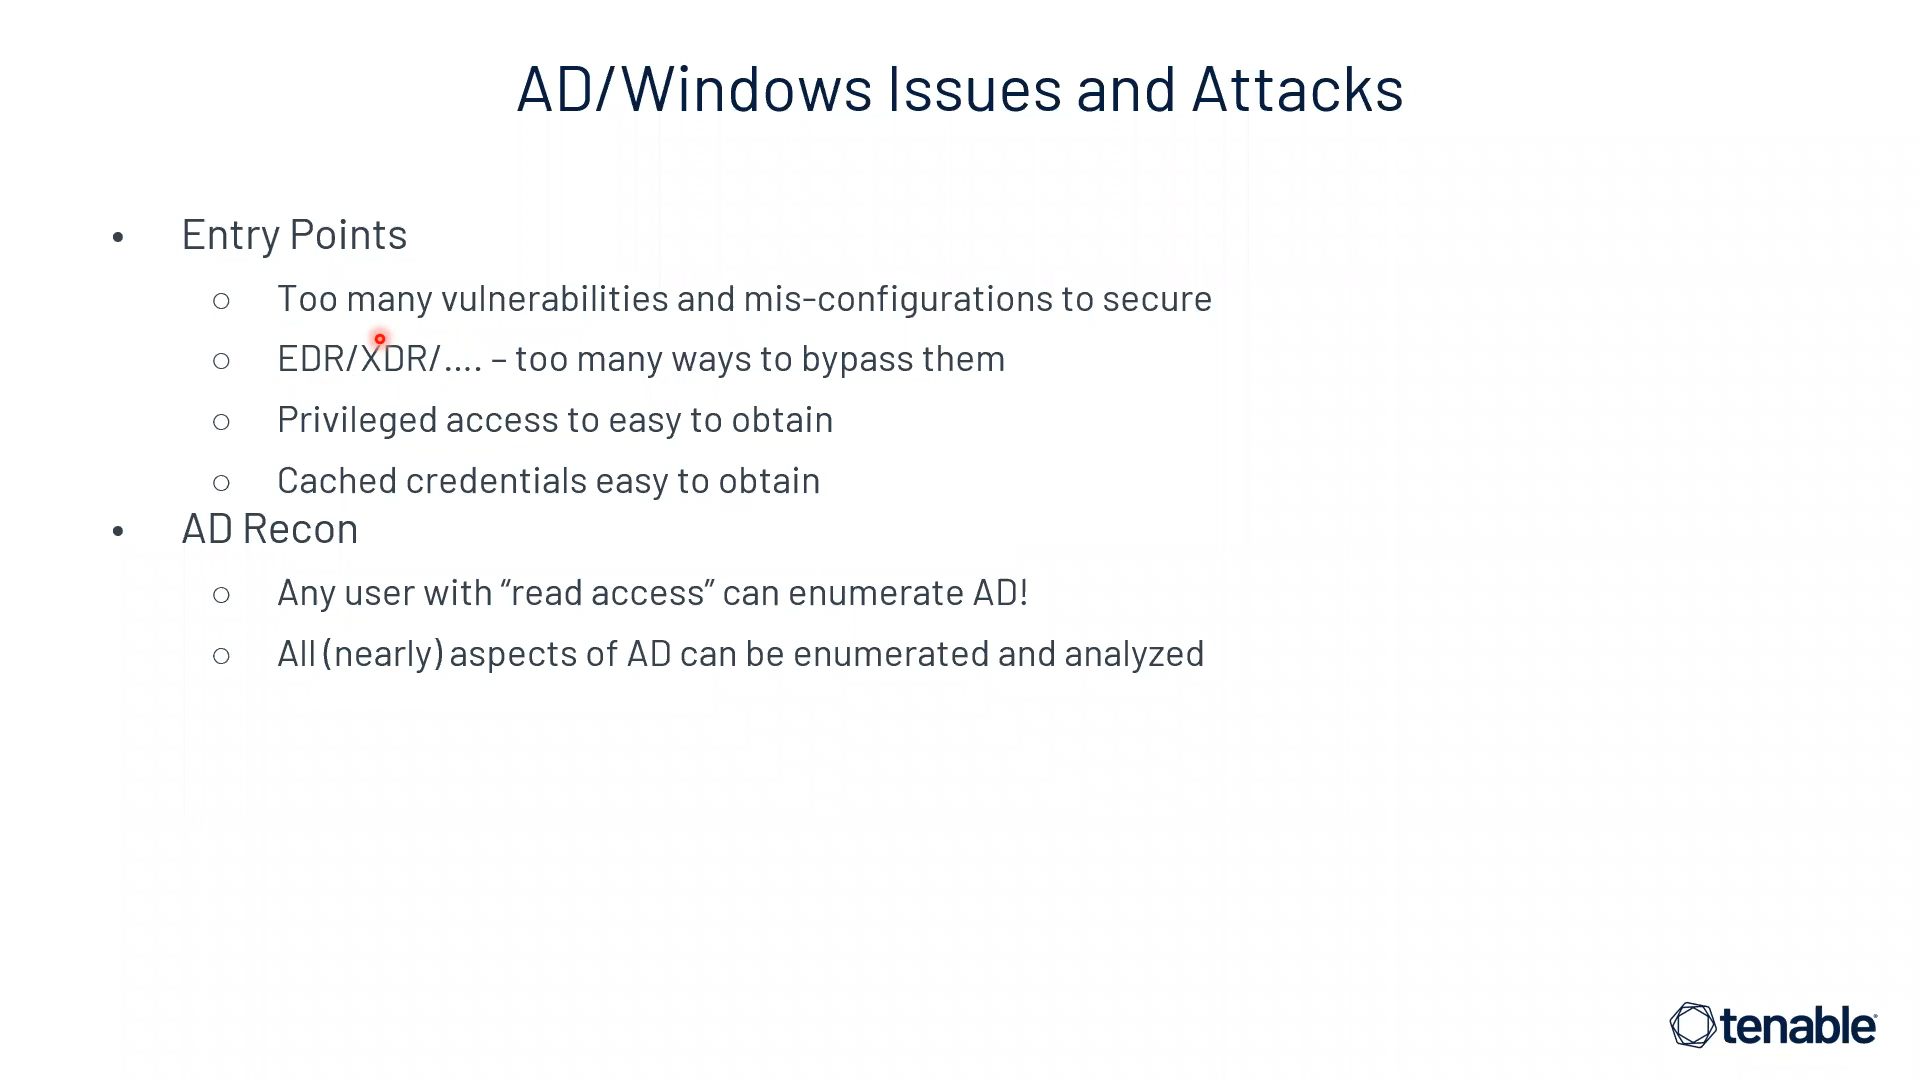 AD/Windows Issues and Attacks
• Entry Points
○ Too many vulnerabilities and mis-configurations to secure
○ EDR/XDR/.... – too many ways to bypass them
○ Privileged access to easy to obtain
○ Cached credentials easy to obtain
• AD Recon
○ Any user with “read access” can enumerate AD!
○ All (nearly) aspects of AD can be enumerated and analyzed
tenable